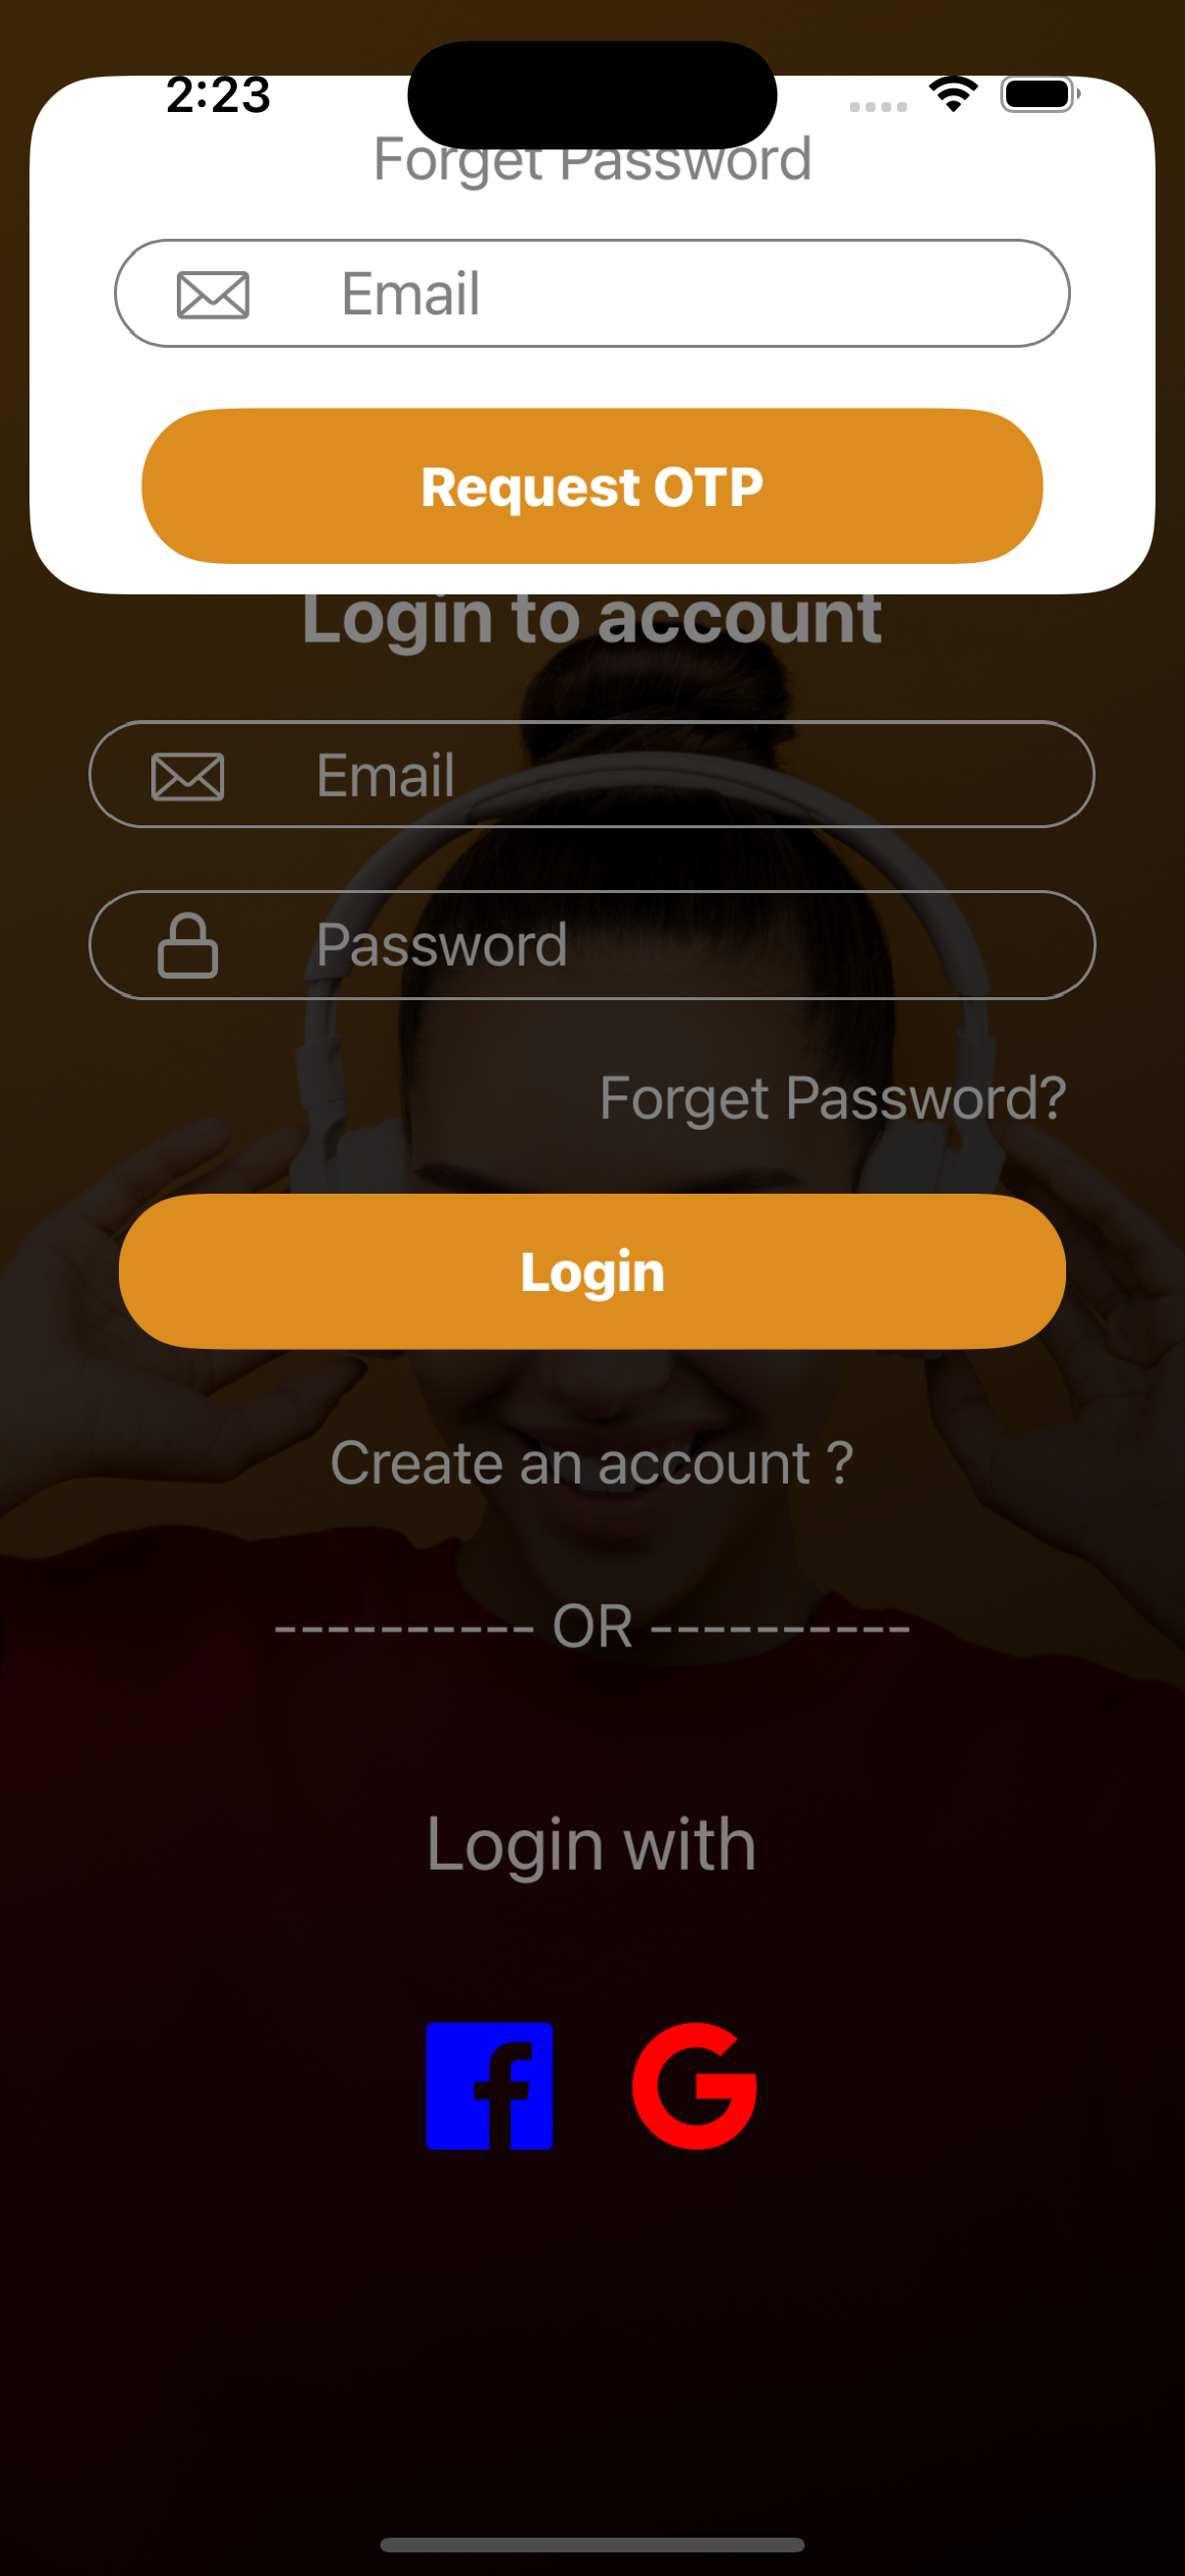 2:23
Forget Password
Email
Request OTP
Login to account
Email
Password
Forget Password?
Login
Create an account ?
---------- OR ----------
Login with